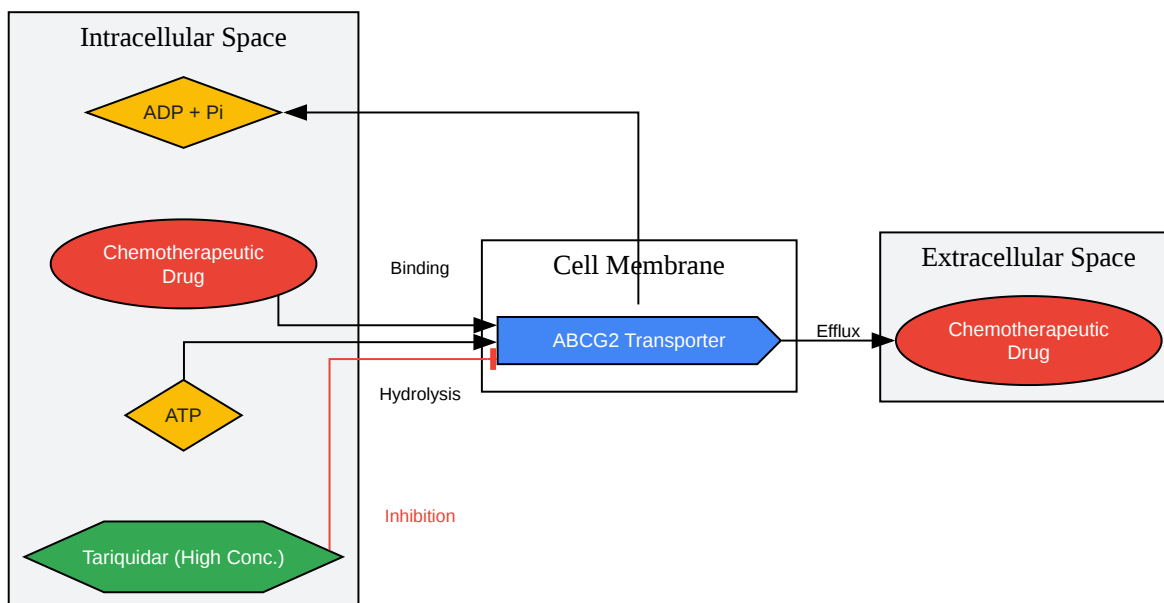 Intracellular Space
ADP + Pi
Chemotherapeutic
Drug
Binding
Cell Membrane
Extracellular Space
ABCG2 Transporter
Efflux
Chemotherapeutic
Drug
Hydrolysis
ATP
Inhibition
Tariquidar (High Conc.)